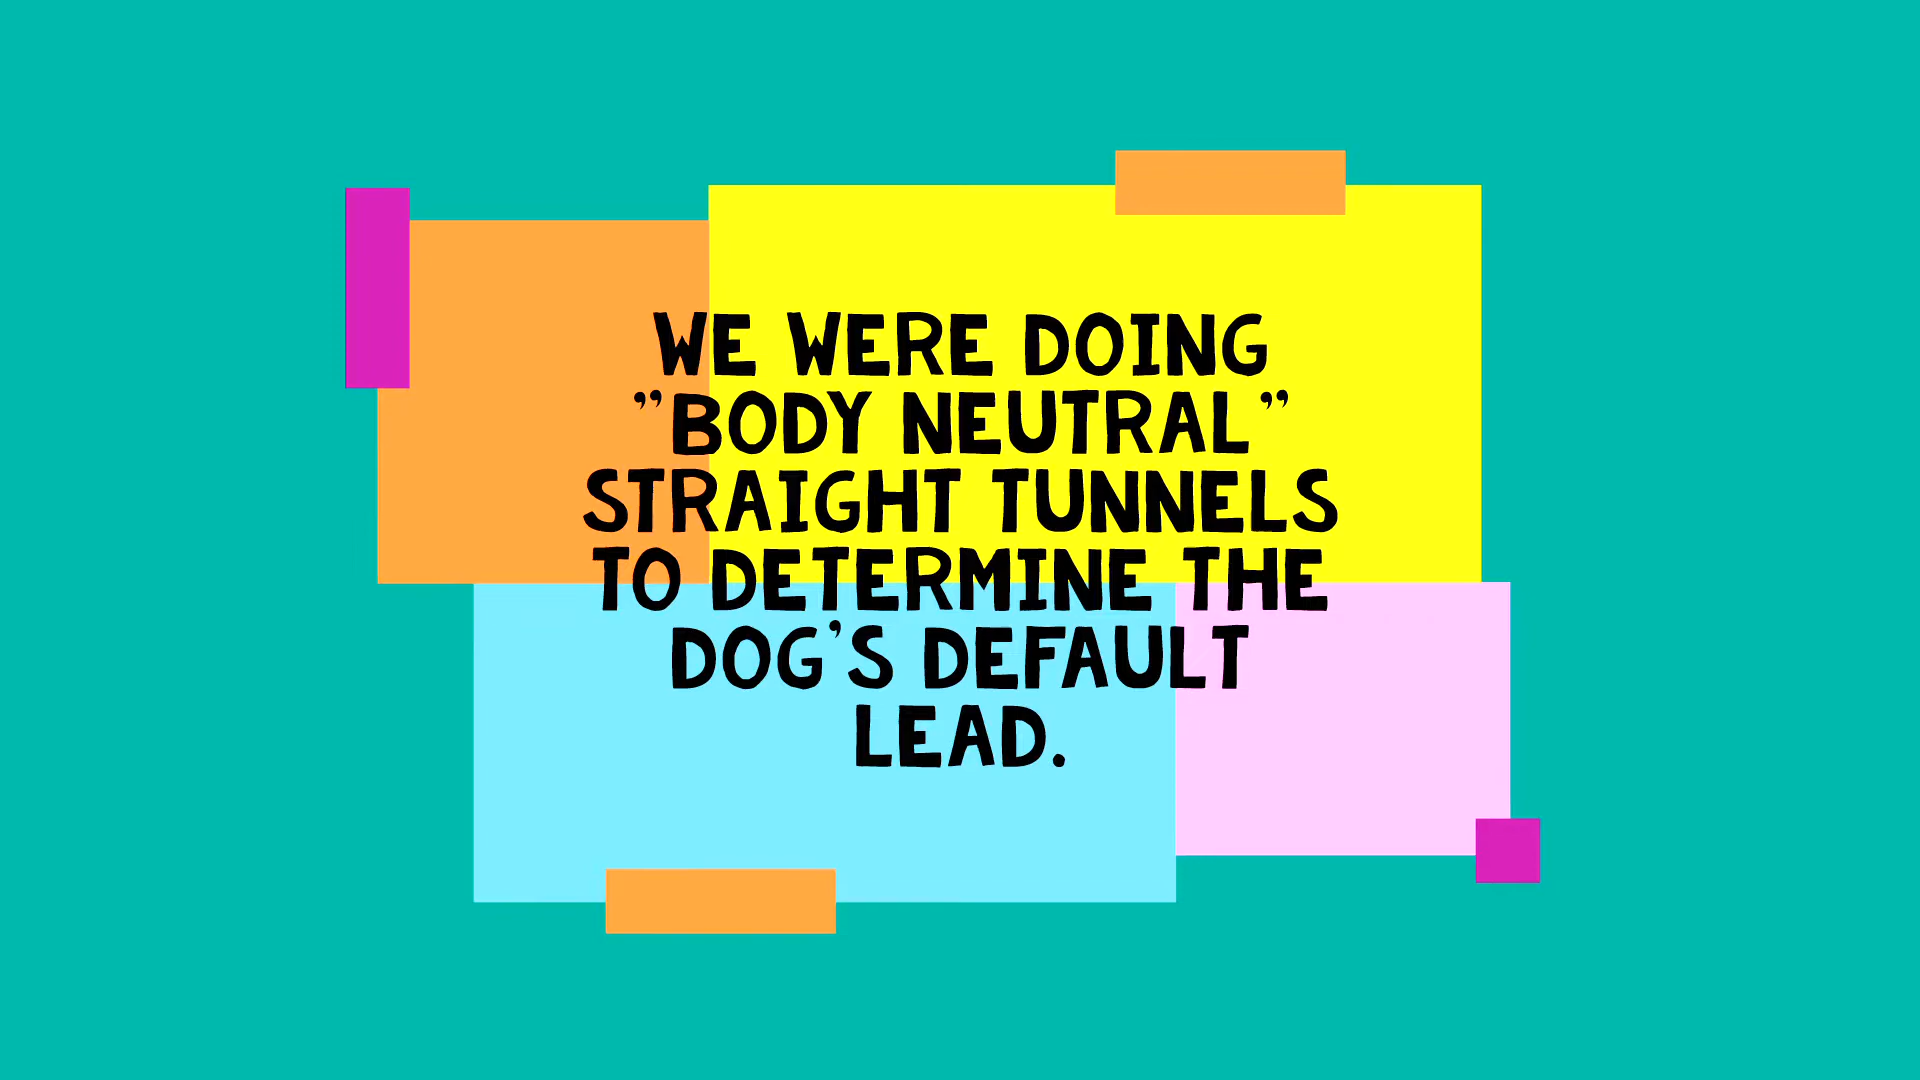 WE WERE DOING
"BODY NEUTRAL"
STRAIGHT TUNNELS
TO DETERMINE THE
DOG'S DEFAULT
LEAD.